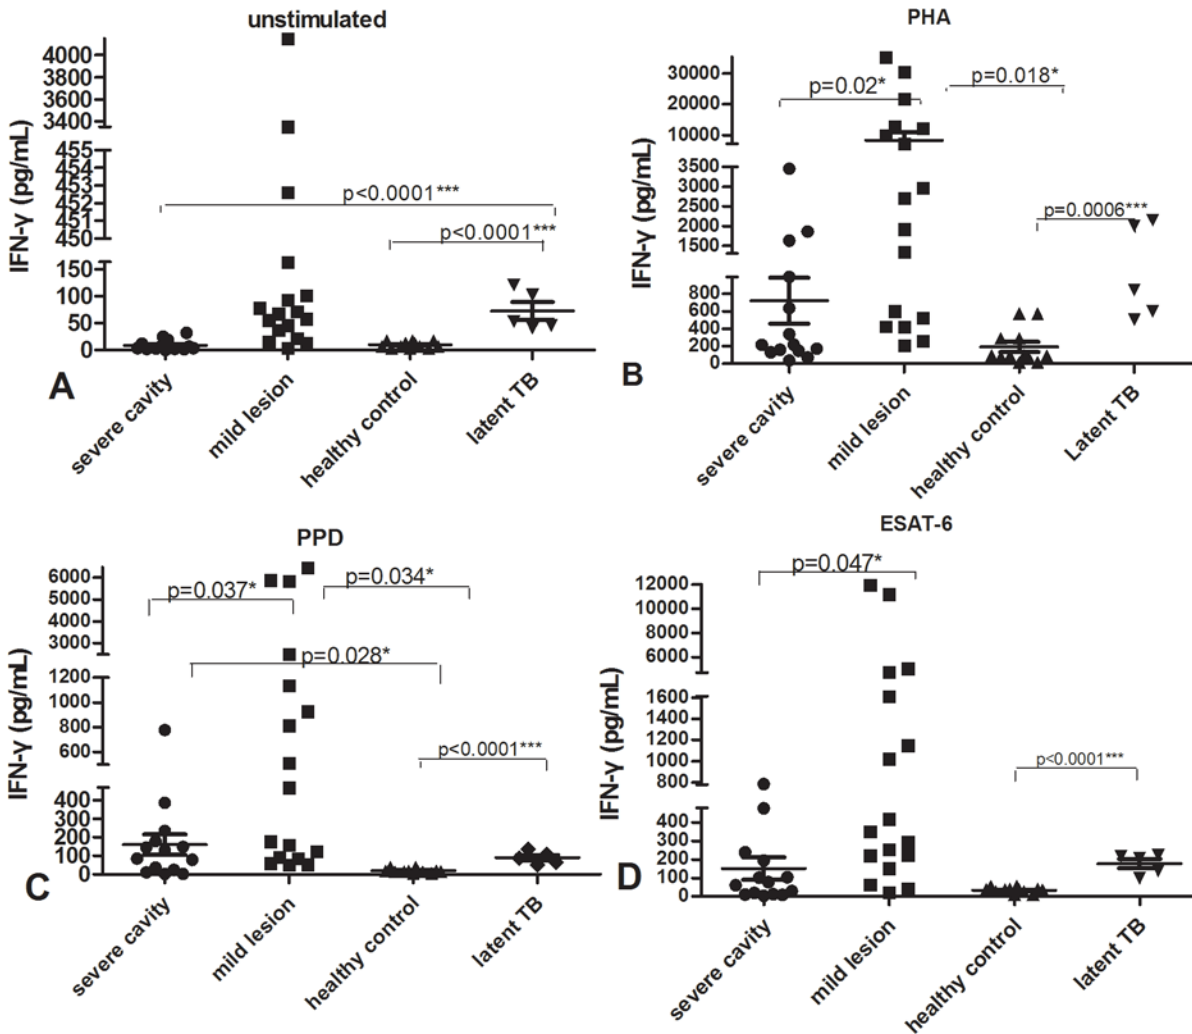 unstimulated
IFN-γ (pg/mL)
4000
3800
3600
3400
455
454
453
452
451
450
150
100
50
0
p<0.0001***
p<0.0001***
A
severe cavity
mild lesion
healthy control
latent TB
PHA
IFN-γ (pg/mL)
30000
20000
10000
3500
3000
2500
2000
1500
800
600
400
200
0
p=0.02*
p=0.018*
p=0.0006***
B
severe cavity
mild lesion
healthy control
Latent TB
PPD
IFN-γ (pg/mL)
6000
5000
4000
3000
1200
1000
800
600
400
300
200
100
0
p=0.037*
p=0.034*
p=0.028*
p<0.0001***
C
severe cavity
mild lesion
healthy control
latent TB
ESAT-6
IFN-γ (pg/mL)
12000
10000
8000
6000
1600
1400
1200
1000
800
400
300
200
100
0
p=0.047*
p<0.0001***
D
severe cavity
mild lesion
healthy control
latent TB